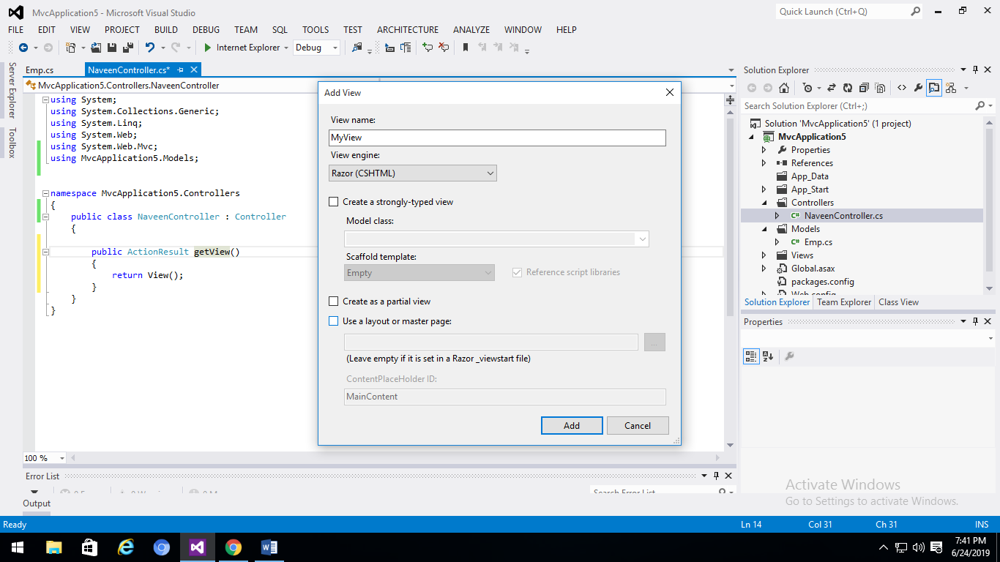 MvcApplication5 - Microsoft Visual Studio
Quick Launch (Ctrl+Q)
FILE EDIT VIEW PROJECT BUILD DEBUG TEAM SQL TOOLS TEST ARCHITECTURE ANALYZE WINDOW HELP
Internet Explorer Debug
Server Explorer
Toolbox
Emp.cs NaveenController.cs*
MvcApplication5.Controllers.NaveenController
using System;
using System.Collections.Generic;
using System.Linq;
using System.Web;
using System.Web.Mvc;
using MvcApplication5.Models;
namespace MvcApplication5.Controllers
{
public class NaveenController : Controller
{
public ActionResult getView()
{
return View();
}
}
}
100 %
Add View
View name:
MyView
View engine:
Razor (CSHTML)
Create a strongly-typed view
Model class:
Scaffold template:
Empty Reference script libraries
Create as a partial view
Use a layout or master page:
...
(Leave empty if it is set in a Razor _viewstart file)
ContentPlaceHolder ID:
MainContent
Add Cancel
Solution Explorer
Search Solution Explorer (Ctrl+;)
Solution 'MvcApplication5' (1 project)
MvcApplication5
Properties
References
App_Data
App_Start
Controllers
C# NaveenController.cs
Models
C# Emp.cs
Views
Global.asax
packages.config
Web.config
Solution Explorer Team Explorer Class View
Properties
Error List
Search Error List
Output
Activate Windows
Go to Settings to activate Windows.
Ready Ln 14 Col 31 Ch 31 INS
7:41 PM
6/24/2019